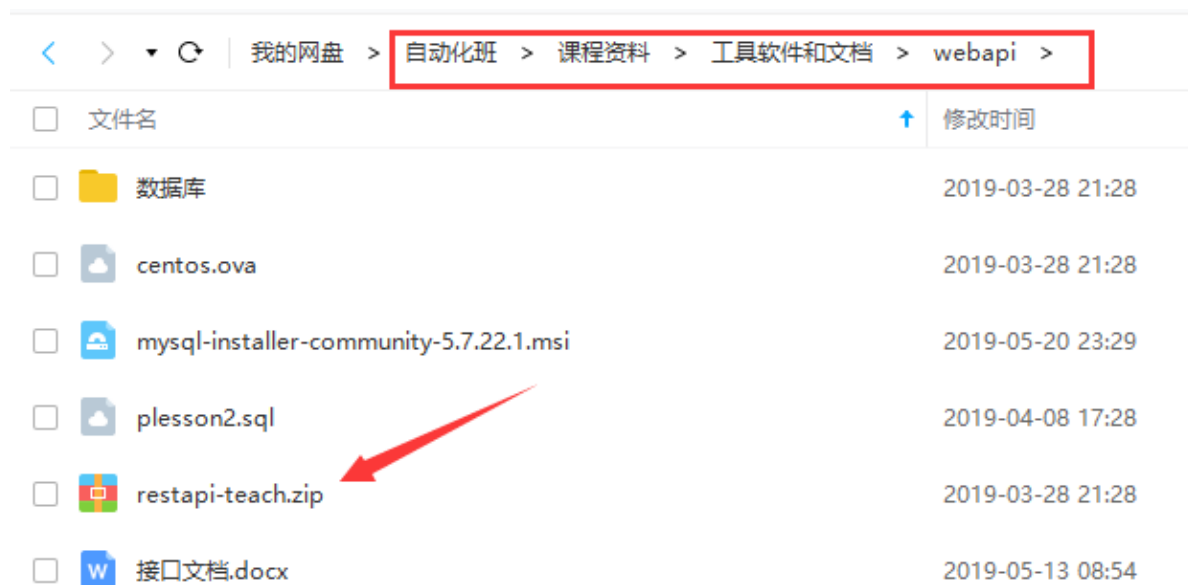 我的网盘 > 自动化班 > 课程资料 > 工具软件和文档 > webapi >
文件名 修改时间
数据库 2019-03-28 21:28
centos.ova 2019-03-28 21:28
mysql-installer-community-5.7.22.1.msi 2019-05-20 23:29
plesson2.sql 2019-04-08 17:28
restapi-teach.zip 2019-03-28 21:28
W 接口文档.docx 2019-05-13 08:54